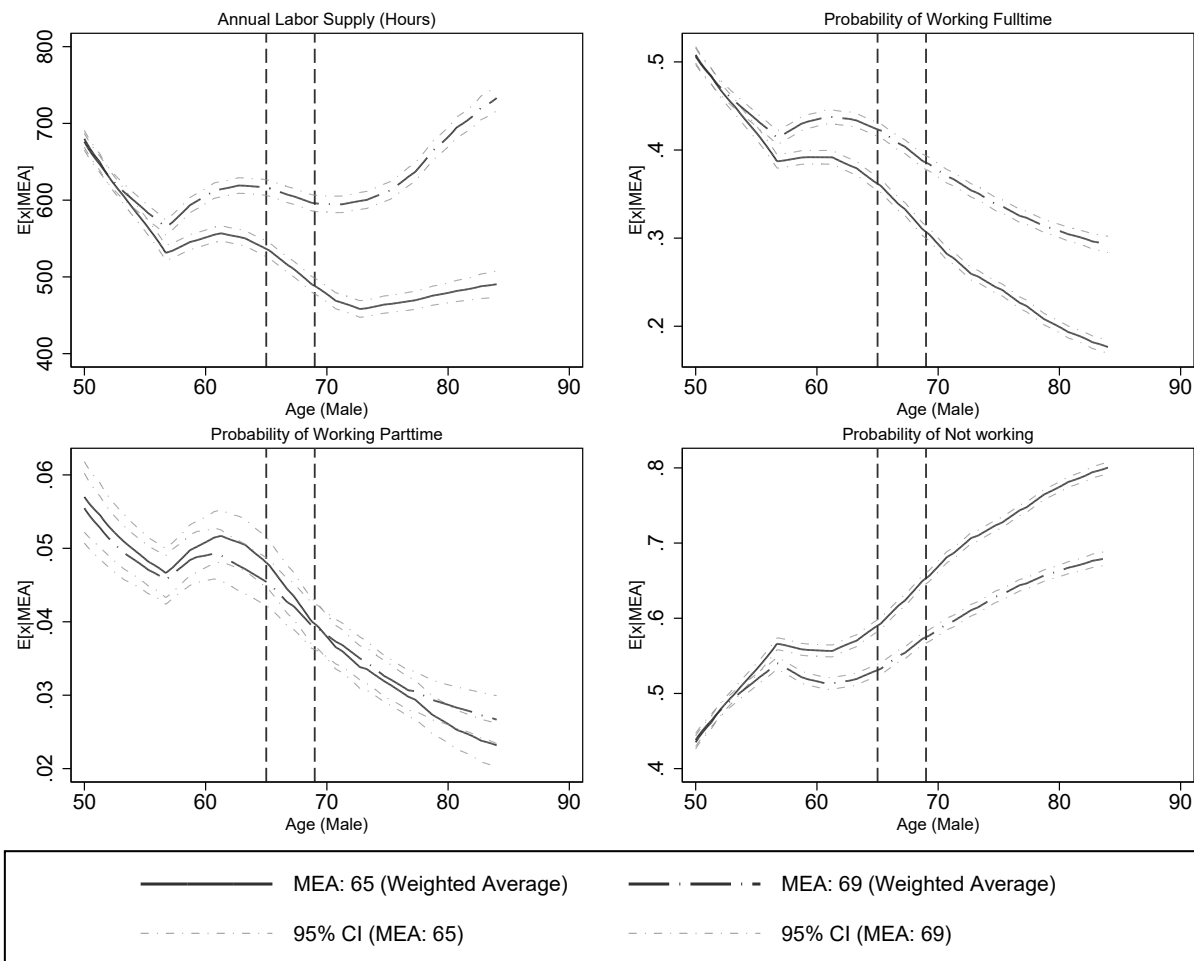 Annual Labor Supply (Hours)
E[x|MEA]
800
700
600
500
400
50 60 70 80 90
Age (Male)
Probability of Working Fulltime
E[x|MEA]
.5
.4
.3
.2
50 60 70 80 90
Age (Male)
Probability of Working Parttime
E[x|MEA]
.06
.05
.04
.03
.02
50 60 70 80 90
Age (Male)
Probability of Not working
E[x|MEA]
.8
.7
.6
.5
.4
50 60 70 80 90
Age (Male)
MEA: 65 (Weighted Average)
MEA: 69 (Weighted Average)
95% CI (MEA: 65)
95% CI (MEA: 69)